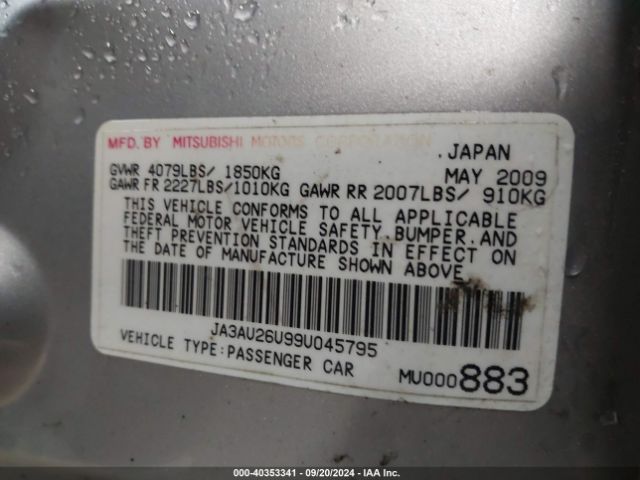 MFD. BY MITSUBISHI MOTORS CORPORATION
JAPAN
GVWR 4079LBS/ 1850KG MAY 2009
GAWR FR 2227LBS/1010KG GAWR RR 2007LBS/ 910KG
THIS VEHICLE CONFORMS TO ALL APPLICABLE
FEDERAL MOTOR VEHICLE SAFETY,BUMPER,AND
THEFT PREVENTION STANDARDS IN EFFECT ON
THE DATE OF MANUFACTURE SHOWN ABOVE.
JA3AU26U99U045795
VEHICLE TYPE:PASSENGER CAR MU000883
000-40353341 - 09/20/2024 - IAA Inc.